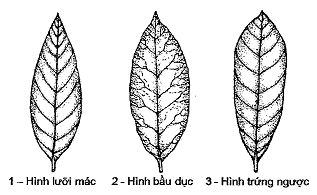 1 – Hình lưỡi mác 2 - Hình bầu dục 3 - Hình trứng ngược